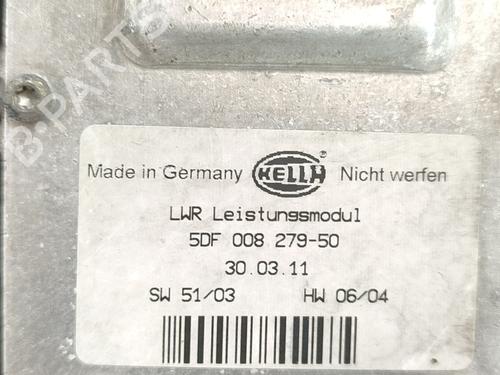 B-PARTS
Made in Germany HELLA ® Nicht werfen
LWR Leistungsmodul
5DF 008 279-50
30.03.11
SW 51/03 HW 06/04